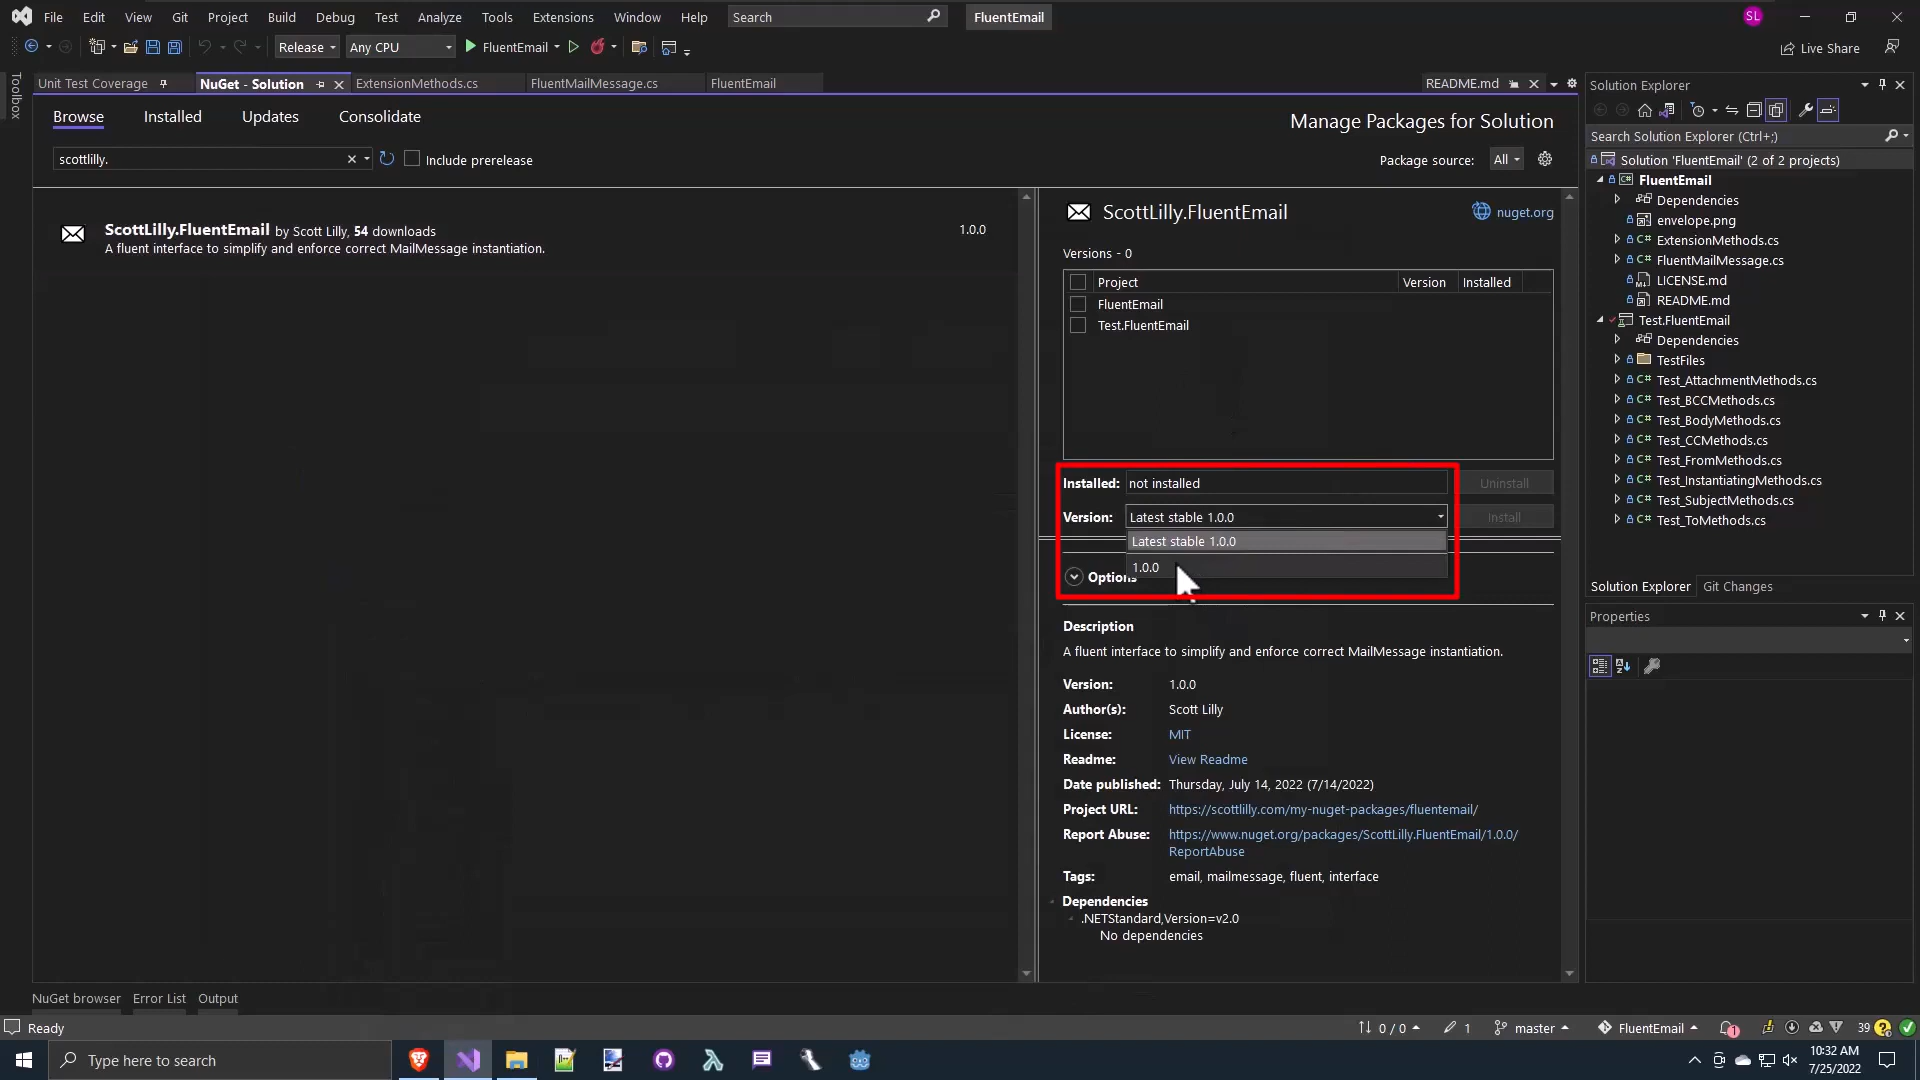 File Edit View Git Project Build Debug Test Analyze Tools Extensions Window Help Search FluentEmail SL
Release Any CPU FluentEmail Live Share
Toolbox
Unit Test Coverage NuGet - Solution ExtensionMethods.cs FluentMailMessage.cs FluentEmail README.md
Browse Installed Updates Consolidate
Manage Packages for Solution
scottlilly. Include prerelease
Package source: All
ScottLilly.FluentEmail by Scott Lilly, 54 downloads 1.0.0
A fluent interface to simplify and enforce correct MailMessage instantiation.
ScottLilly.FluentEmail nuget.org
Versions - 0
Project Version Installed
FluentEmail
Test.FluentEmail
Installed: not installed Uninstall
Version: Latest stable 1.0.0 Install
Latest stable 1.0.0
1.0.0
Options
Description
A fluent interface to simplify and enforce correct MailMessage instantiation.
Version: 1.0.0
Author(s): Scott Lilly
License: MIT
Readme: View Readme
Date published: Thursday, July 14, 2022 (7/14/2022)
Project URL: https://scottlilly.com/my-nuget-packages/fluentemail/
Report Abuse: https://www.nuget.org/packages/ScottLilly.FluentEmail/1.0.0/
ReportAbuse
Tags: email, mailmessage, fluent, interface
Dependencies
.NETStandard,Version=v2.0
No dependencies
Solution Explorer
Search Solution Explorer (Ctrl+;)
Solution 'FluentEmail' (2 of 2 projects)
FluentEmail
Dependencies
envelope.png
ExtensionMethods.cs
FluentMailMessage.cs
LICENSE.md
README.md
Test.FluentEmail
Dependencies
TestFiles
Test_AttachmentMethods.cs
Test_BCCMethods.cs
Test_BodyMethods.cs
Test_CCMethods.cs
Test_FromMethods.cs
Test_InstantiatingMethods.cs
Test_SubjectMethods.cs
Test_ToMethods.cs
Solution Explorer Git Changes
Properties
NuGet browser Error List Output
Ready 0 / 0 1 master FluentEmail 1 39
Type here to search
10:32 AM
7/25/2022